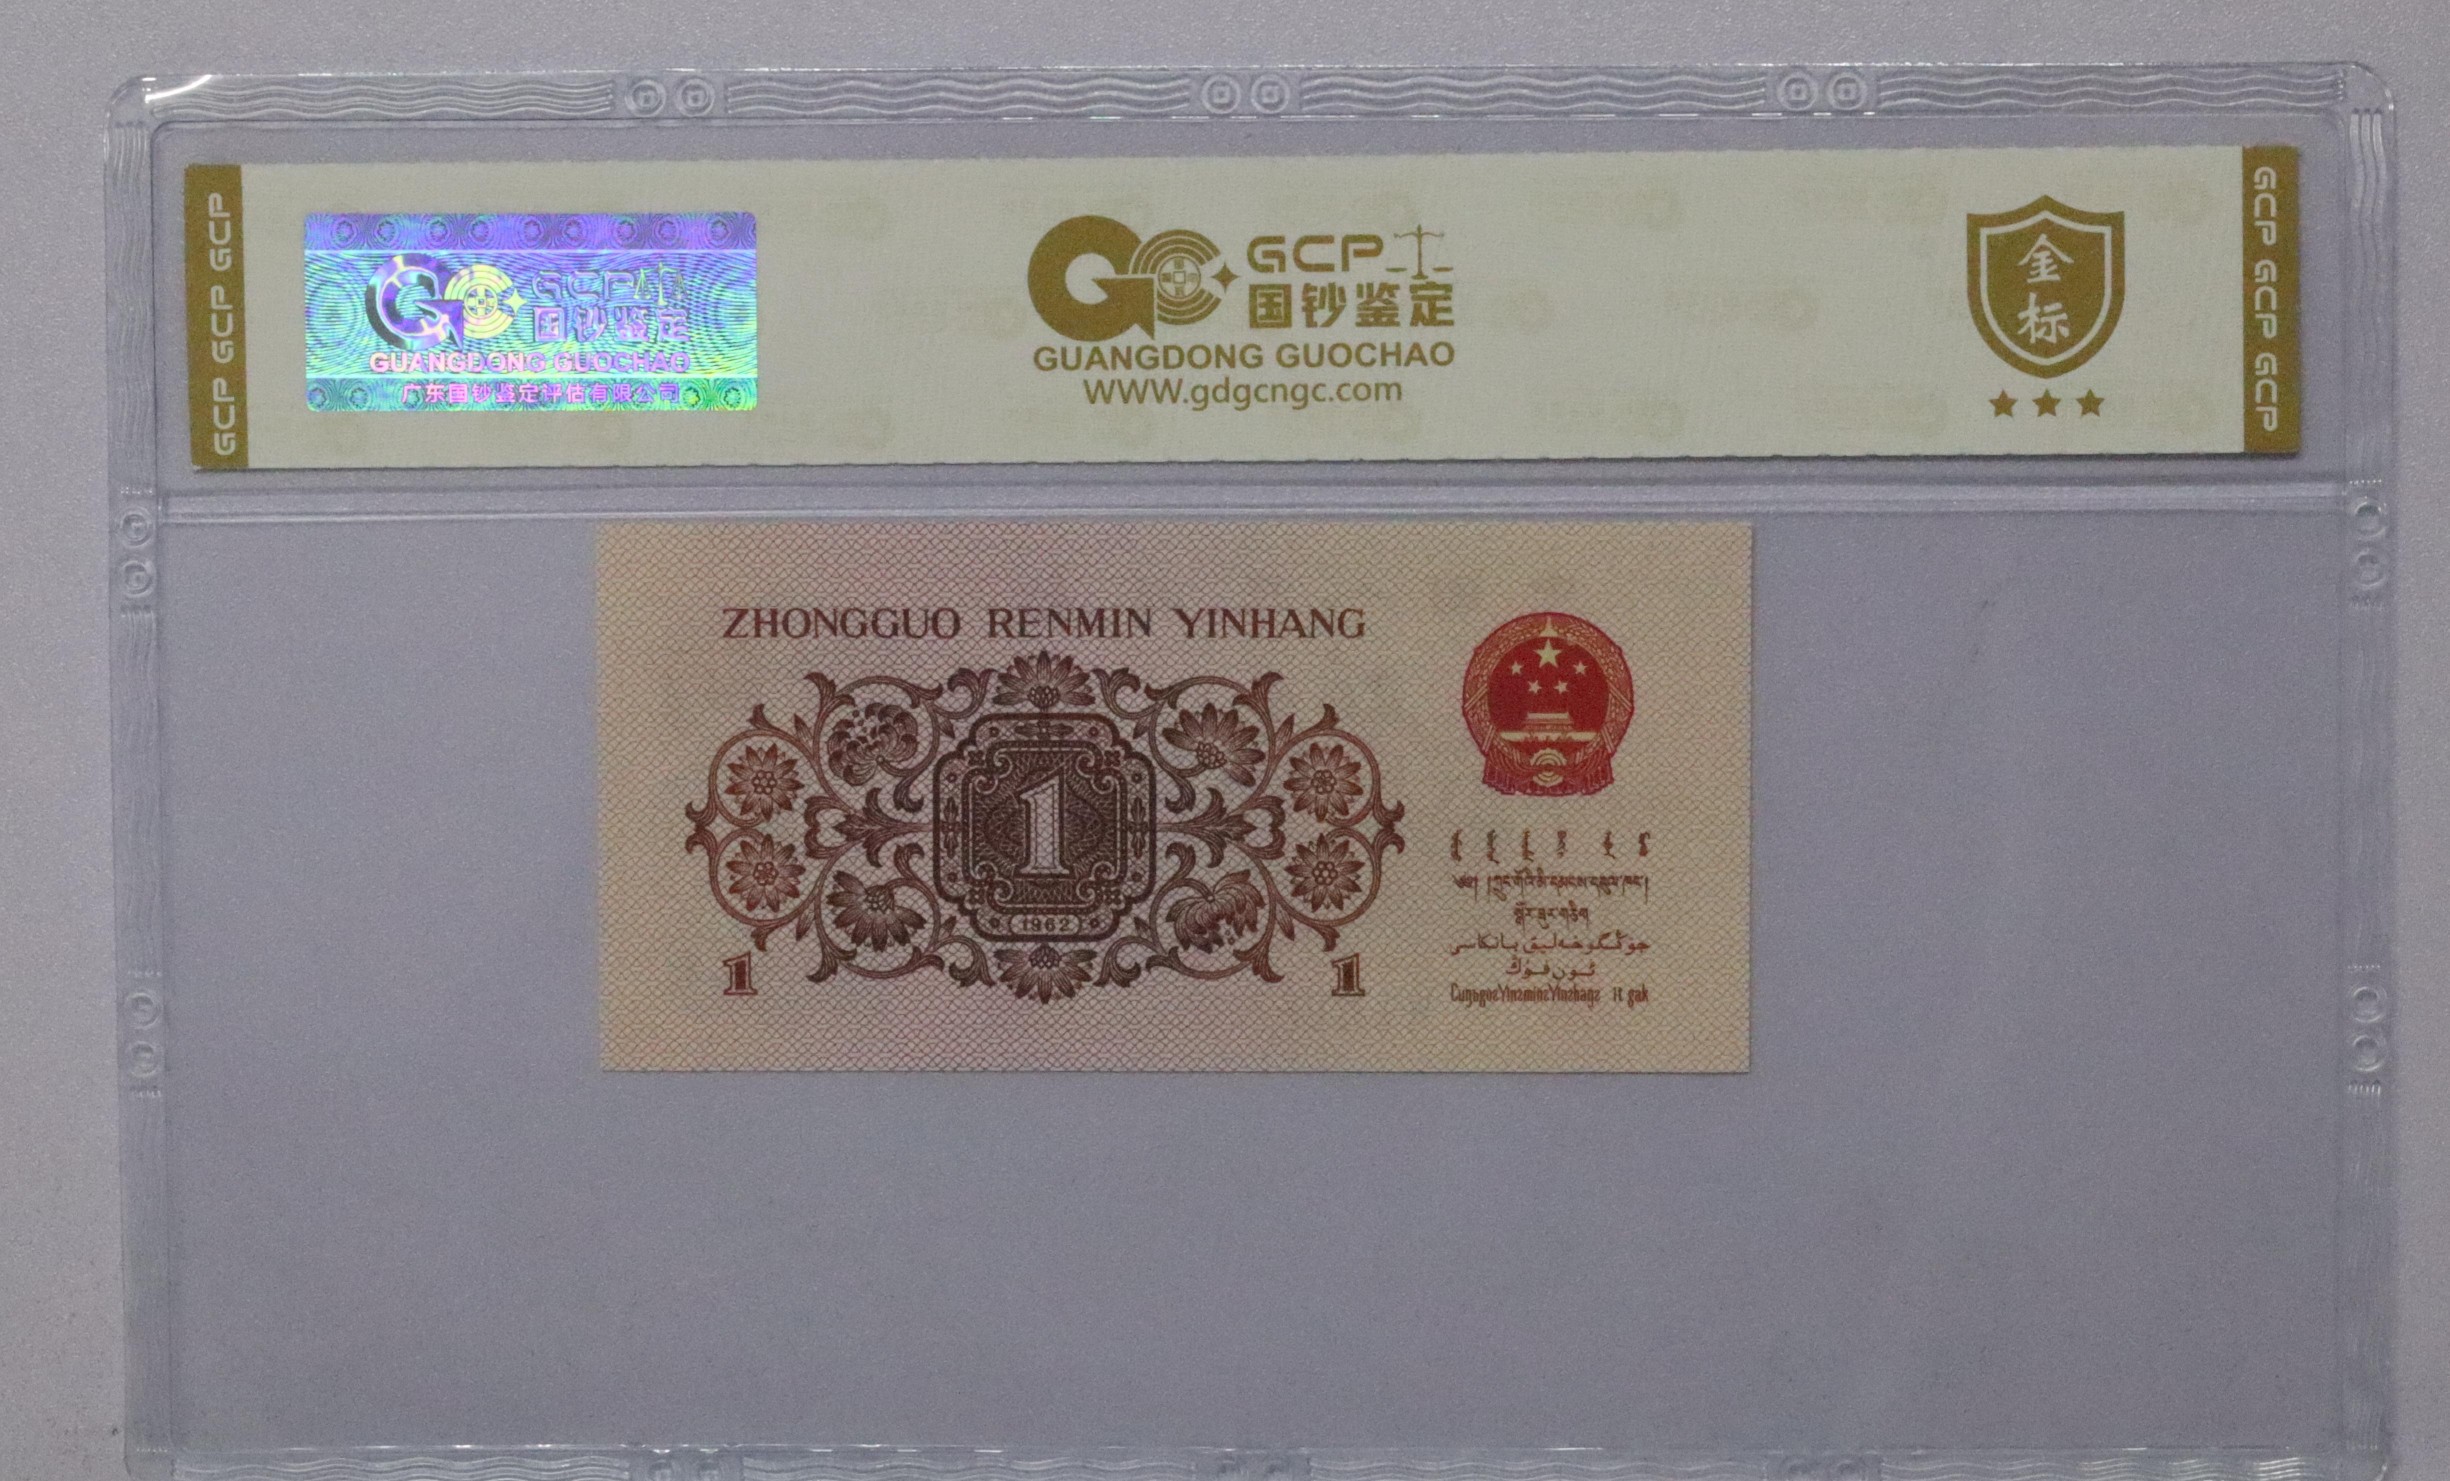 GCP GCP GCP
GCP 国钞鉴定
GUANGDONG GUOCHAO
广东国钞鉴定评估有限公司
GCP
国钞鉴定
GUANGDONG GUOCHAO
WWW.gdgcngc.com
金
标
GCP GCP GCP
ZHONGGUO RENMIN YINHANG
1
1962
1
1